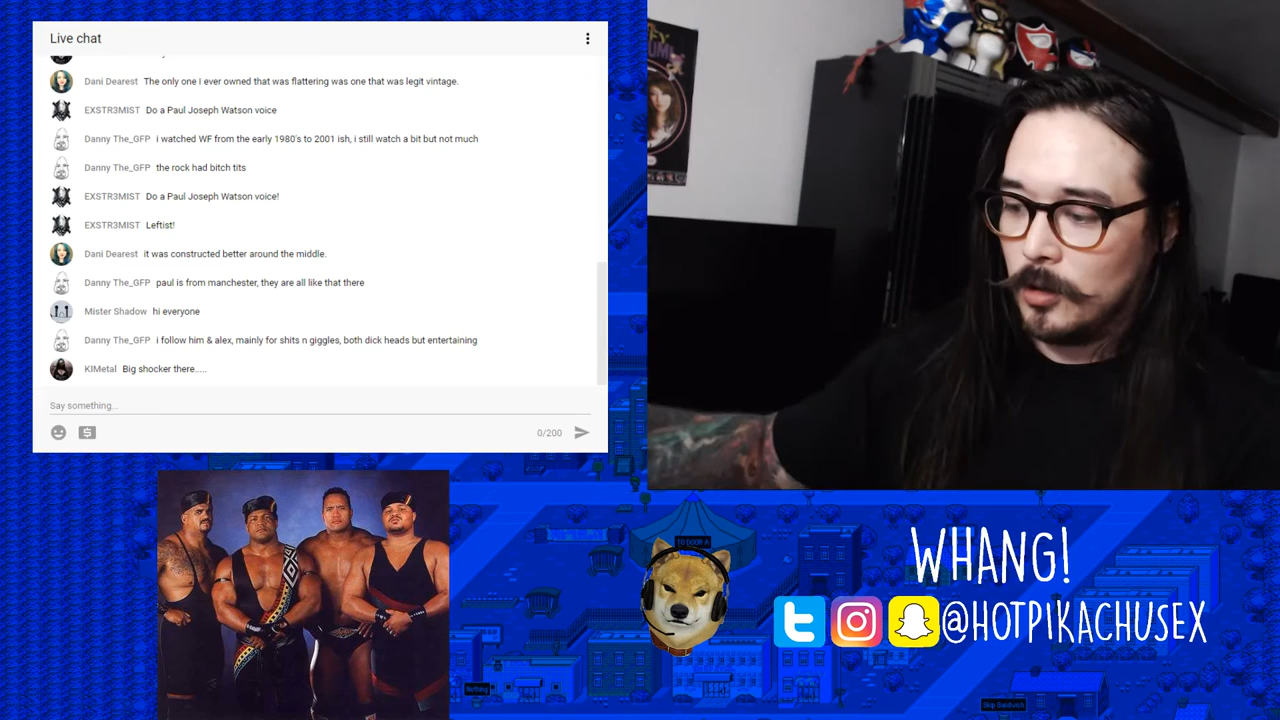 Live chat
Dani Dearest The only one I ever owned that was flattering was one that was legit vintage.
EXSTR3MIST Do a Paul Joseph Watson voice
Danny The_GFP i watched WF from the early 1980's to 2001 ish, i still watch a bit but not much
Danny The_GFP the rock had bitch tits
EXSTR3MIST Do a Paul Joseph Watson voice!
EXSTR3MIST Leftist!
Dani Dearest it was constructed better around the middle.
Danny The_GFP paul is from manchester, they are all like that there
Mister Shadow hi everyone
Danny The_GFP i follow him & alex, mainly for shits n giggles, both dick heads but entertaining
KIMetal Big shocker there.....
Say something...
0/200
WHANG!
@HOTPIKACHUSEX
Nothing
Skip Sandwich